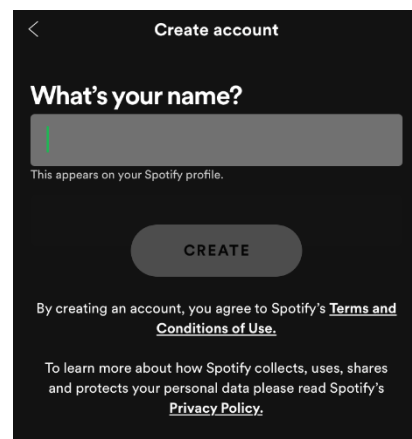 Create account
What's your name?
This appears on your Spotify profile.
CREATE
By creating an account, you agree to Spotify's Terms and
Conditions of Use.
To learn more about how Spotify collects, uses, shares
and protects your personal data please read Spotify's
Privacy Policy.